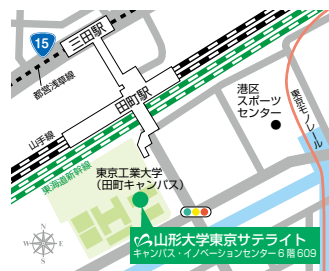 15
三田駅
都営浅草線
田町駅
山手線
東海道新幹線
港区
スポーツ
センター
東京モノレール
東京工業大学
（田町キャンパス）
N
W
E
S
山形大学東京サテライト
キャンパス・イノベーションセンター6階609